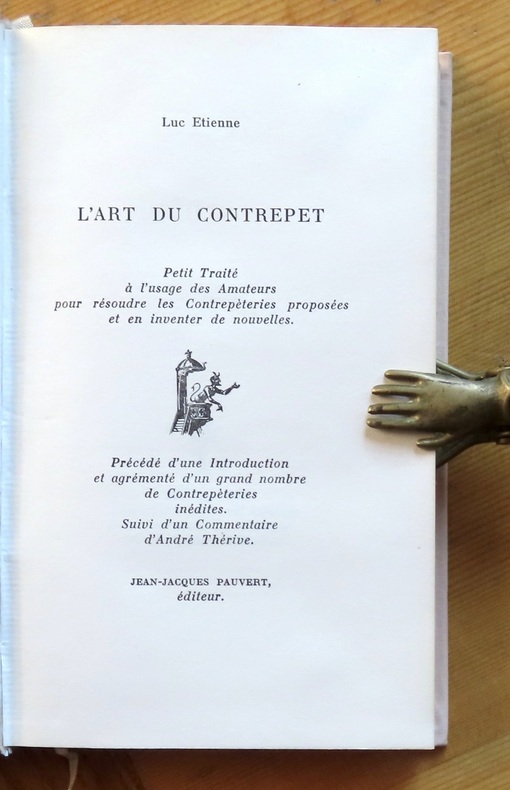 Luc Etienne
L'ART DU CONTREPET
Petit Traité
à l'usage des Amateurs
pour résoudre les Contrepèteries proposées
et en inventer de nouvelles.
Précédé d'une Introduction
et agrémenté d'un grand nombre
de Contrepèteries
inédites.
Suivi d'un Commentaire
d'André Thérive.
JEAN-JACQUES PAUVERT,
éditeur.